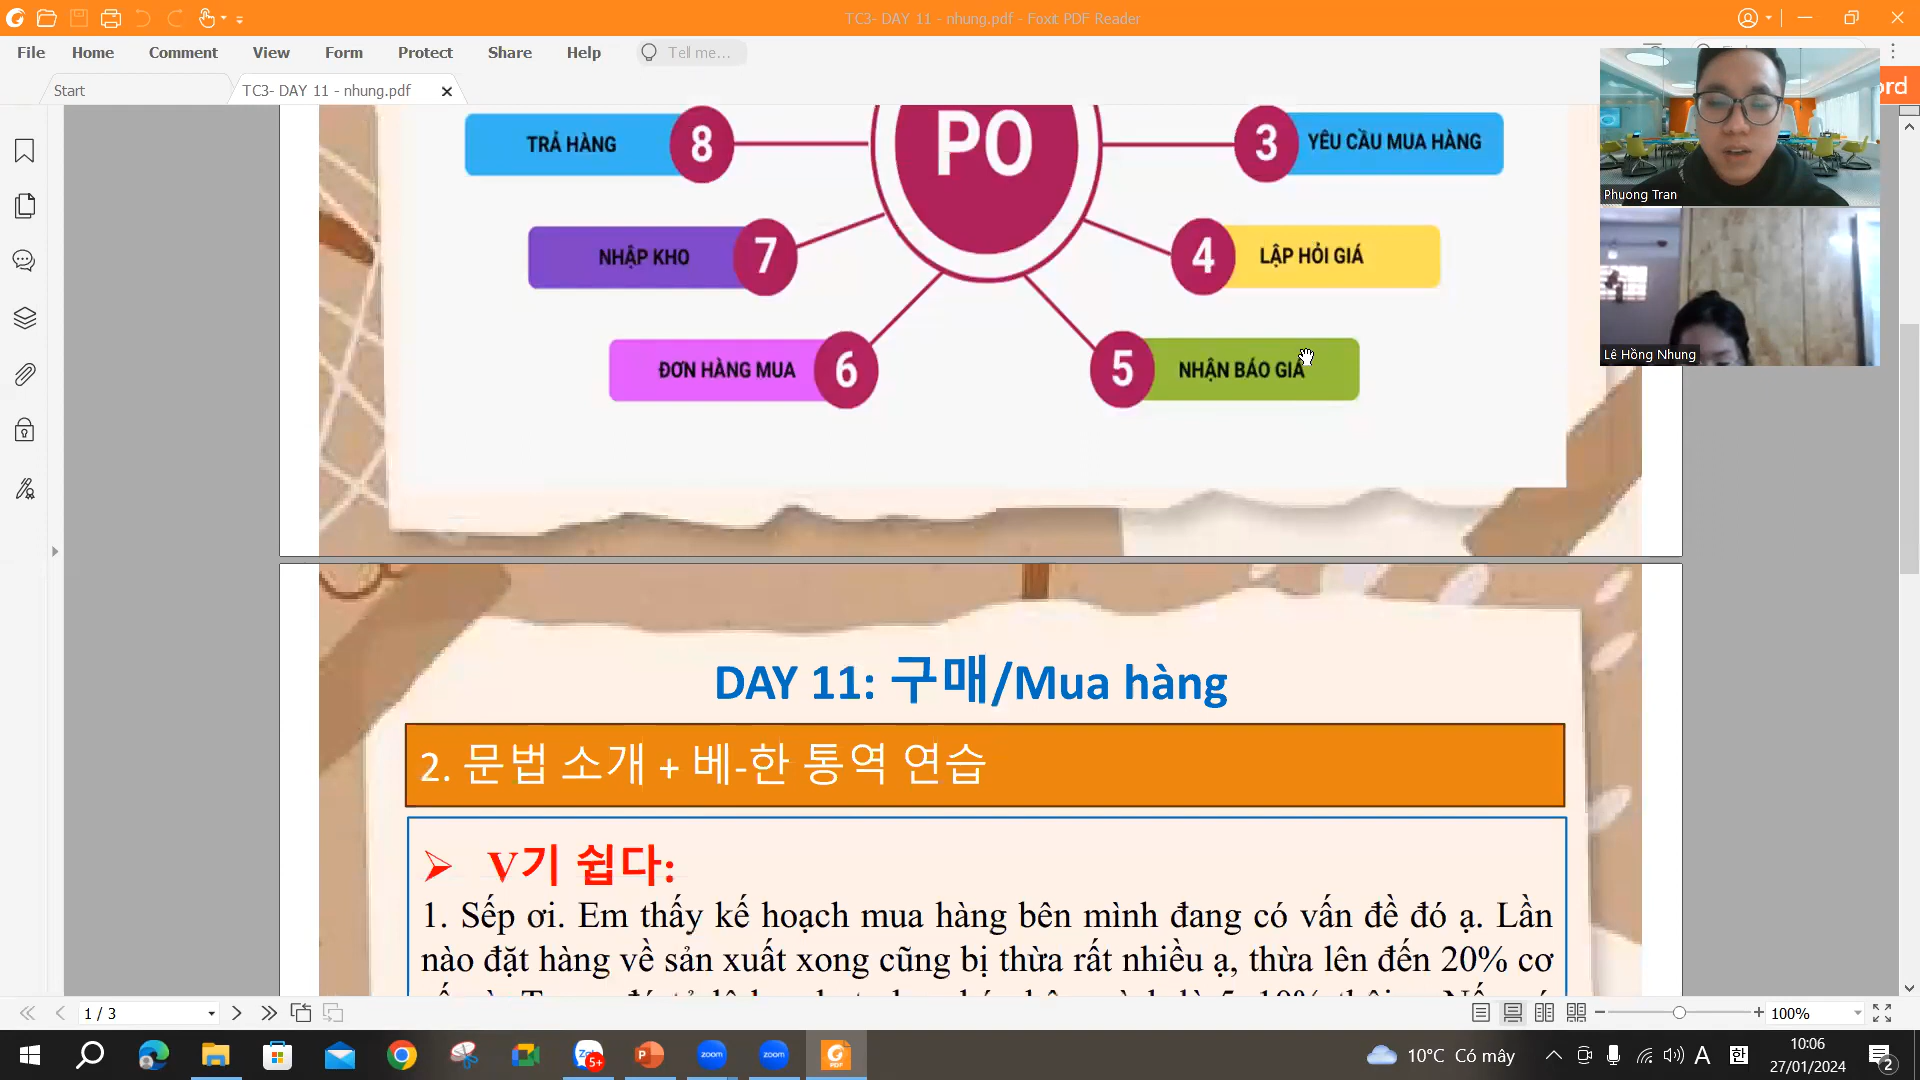 TC3- DAY 11 - nhung.pdf - Foxit PDF Reader
File Home Comment View Form Protect Share Help Tell me...
Start TC3- DAY 11 - nhung.pdf
ord
PO
TRẢ HÀNG 8
3 YÊU CẦU MUA HÀNG
Phuong Tran
NHẬP KHO 7
4 LẬP HỎI GIÁ
ĐƠN HÀNG MUA 6
5 NHẬN BÁO GIÁ
Lê Hồng Nhung
DAY 11: 구매/Mua hàng
2. 문법 소개 + 베-한 통역 연습
➢ V기 쉽다:
1. Sếp ơi. Em thấy kế hoạch mua hàng bên mình đang có vấn đề đó ạ. Lần
nào đặt hàng về sản xuất xong cũng bị thừa rất nhiều ạ, thừa lên đến 20% cơ
1 / 3
100%
zoom zoom
5+
10°C Có mây
A 한
10:06
27/01/2024
2